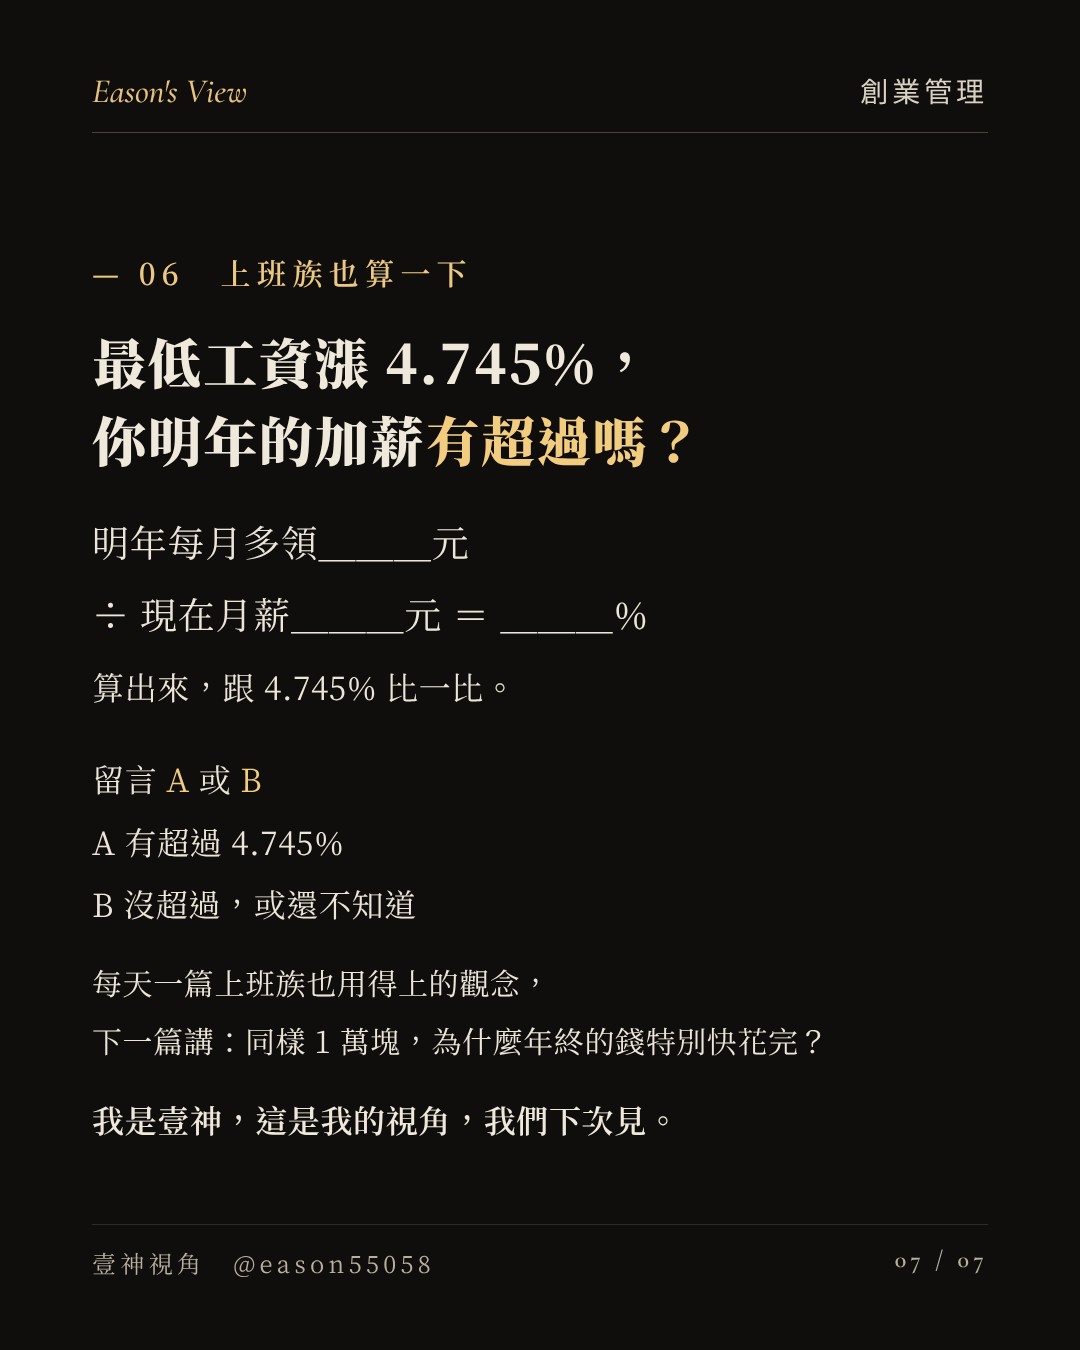 Eason's View
創業管理
— 06 上班族也算一下
最低工資漲 4.745%，
你明年的加薪有超過嗎？
明年每月多領______元
÷ 現在月薪______元 ＝ ______%
算出來，跟 4.745% 比一比。
留言 A 或 B
A 有超過 4.745%
B 沒超過，或還不知道
每天一篇上班族也用得上的觀念，
下一篇講：同樣 1 萬塊，為什麼年終的錢特別快花完？
我是壹神，這是我的視角，我們下次見。
壹神視角 @eason55058
07 / 07